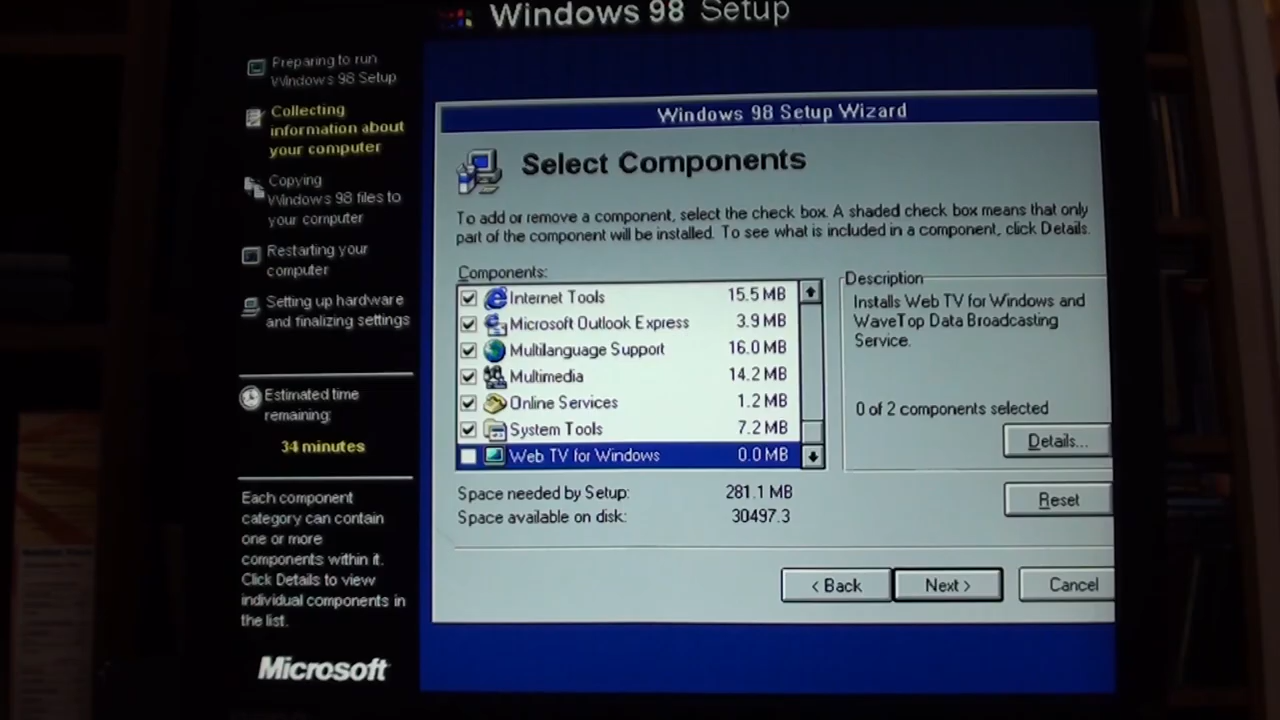 Windows 98 Setup
Preparing to run
Windows 98 Setup
Collecting
information about
your computer
Copying
Windows 98 files to
your computer
Restarting your
computer
Setting up hardware
and finalizing settings
Estimated time
remaining:
34 minutes
Each component
category can contain
one or more
components within it.
Click Details to view
individual components in
the list.
Microsoft
Windows 98 Setup Wizard
Select Components
To add or remove a component, select the check box. A shaded check box means that only
part of the component will be installed. To see what is included in a component, click Details.
Components:
Internet Tools 15.5 MB
Microsoft Outlook Express 3.9 MB
Multilanguage Support 16.0 MB
Multimedia 14.2 MB
Online Services 1.2 MB
System Tools 7.2 MB
Web TV for Windows 0.0 MB
Space needed by Setup: 281.1 MB
Space available on disk: 30497.3
Description
Installs Web TV for Windows and
WaveTop Data Broadcasting
Service.
0 of 2 components selected
Details...
Reset
< Back
Next >
Cancel